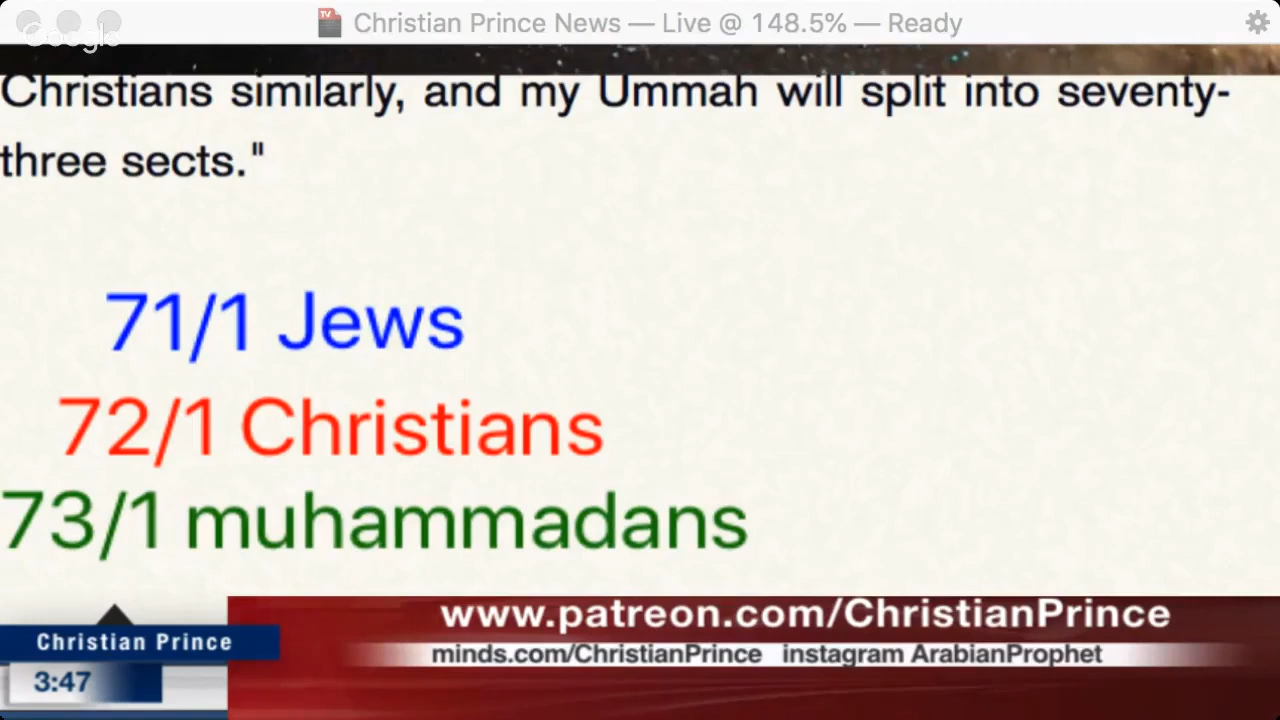 Christian Prince News — Live @ 148.5% — Ready
Google
Christians similarly, and my Ummah will split into seventy-
three sects."
71/1 Jews
72/1 Christians
73/1 muhammadans
www.patreon.com/ChristianPrince
Christian Prince
minds.com/ChristianPrince instagram ArabianProphet
3:47
TV